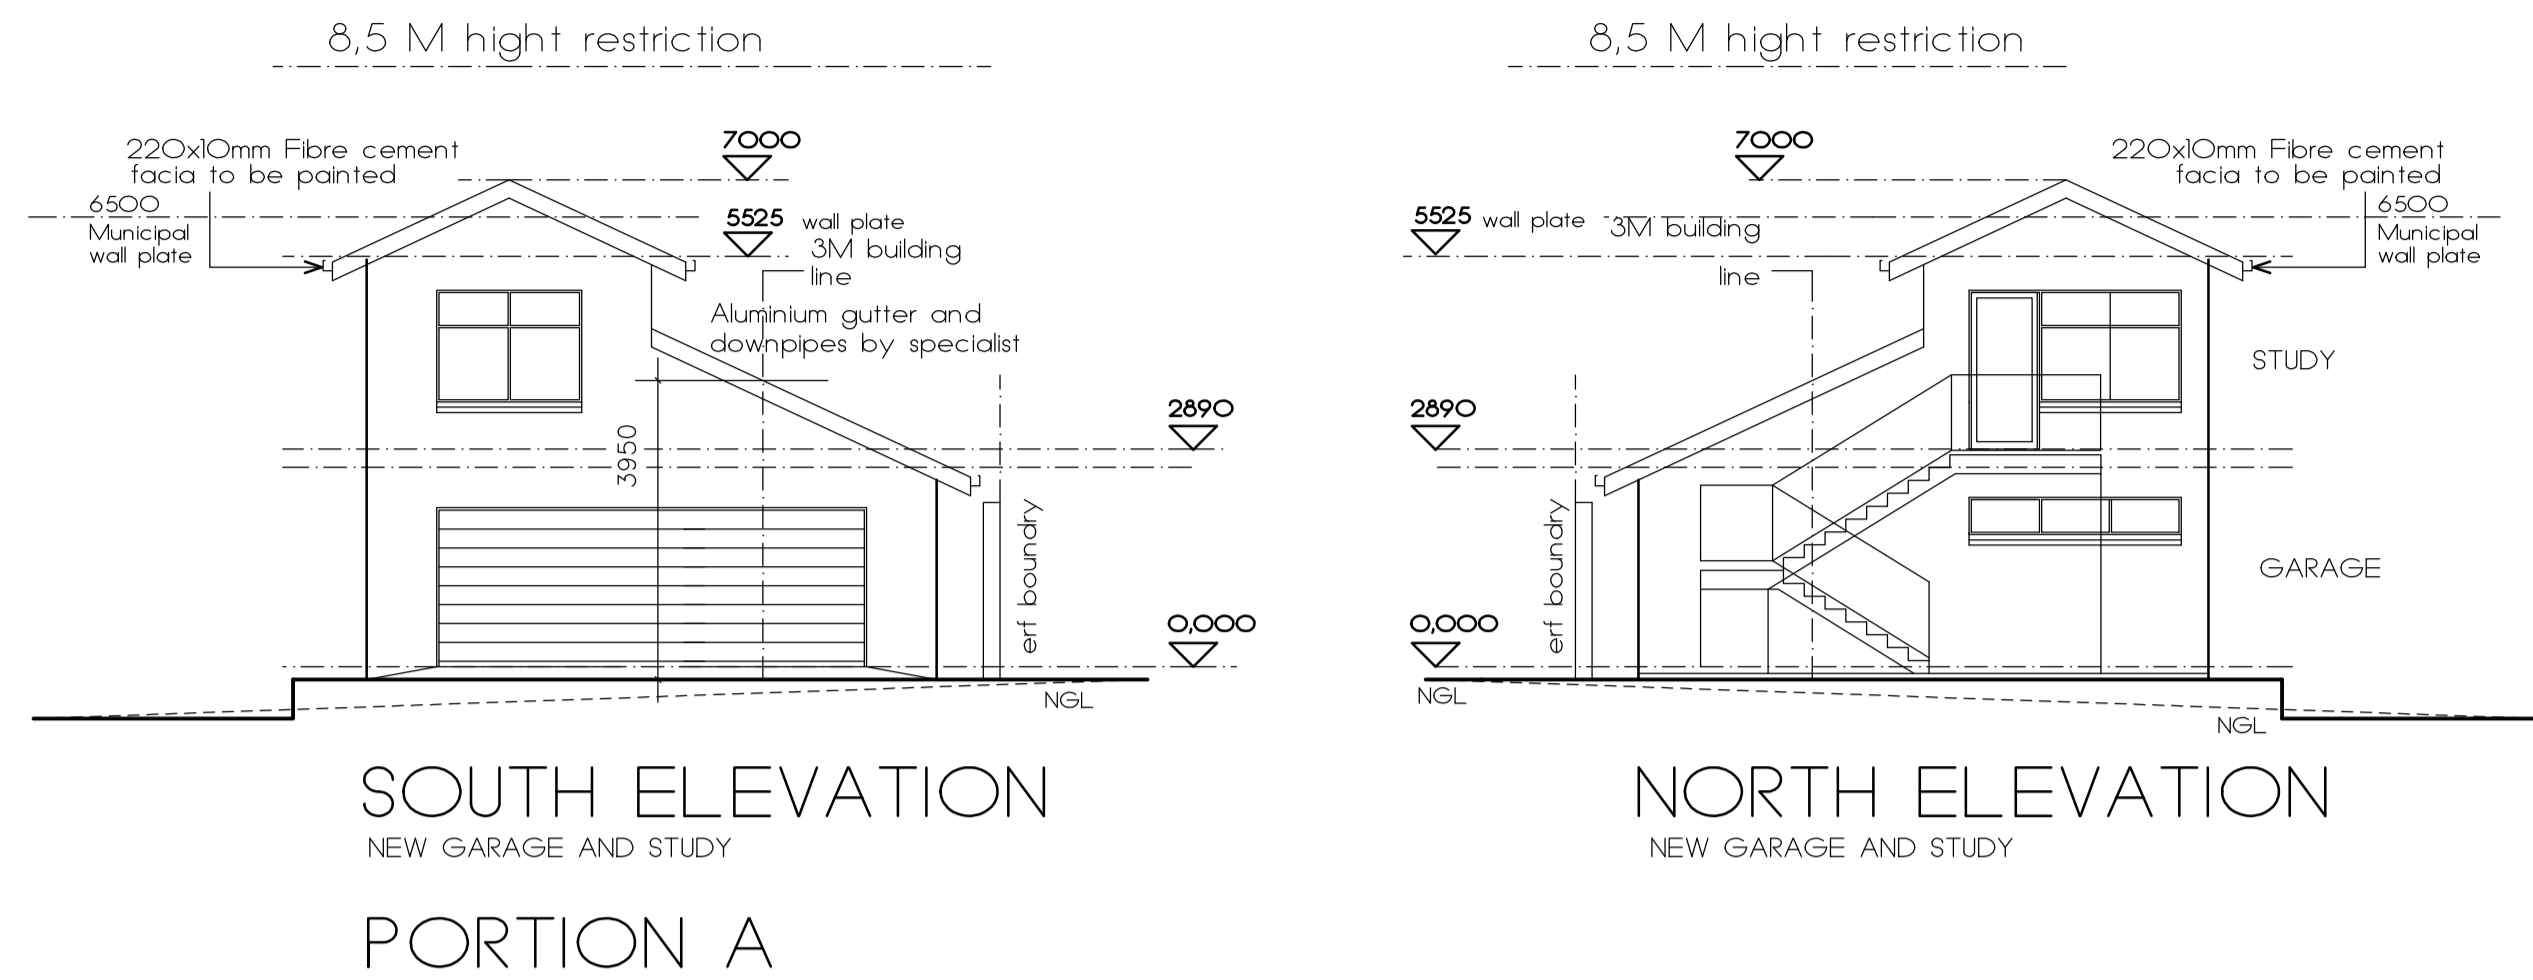 8,5 M hight restriction
220x10mm Fibre cement
facia to be painted
6500
Municipal
wall plate
7000
5525 wall plate
3M building
line
Aluminium gutter and
downpipes by specialist
2890
3950
erf boundry
0,000
NGL
SOUTH ELEVATION
NEW GARAGE AND STUDY
PORTION A
8,5 M hight restriction
7000
220x10mm Fibre cement
facia to be painted
5525 wall plate
3M building
line
6500
Municipal
wall plate
STUDY
2890
erf boundry
GARAGE
0,000
NGL
NGL
NORTH ELEVATION
NEW GARAGE AND STUDY